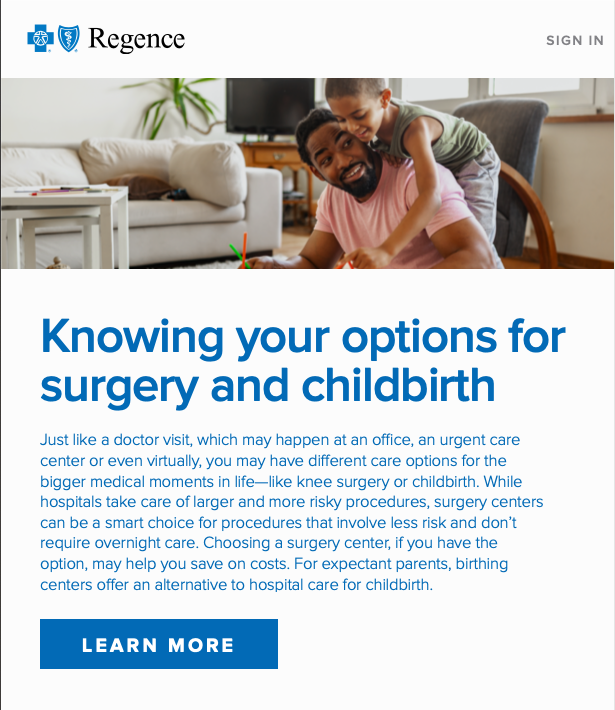 Regence
SIGN IN
Knowing your options for
surgery and childbirth
Just like a doctor visit, which may happen at an office, an urgent care
center or even virtually, you may have different care options for the
bigger medical moments in life—like knee surgery or childbirth. While
hospitals take care of larger and more risky procedures, surgery centers
can be a smart choice for procedures that involve less risk and don’t
require overnight care. Choosing a surgery center, if you have the
option, may help you save on costs. For expectant parents, birthing
centers offer an alternative to hospital care for childbirth.
LEARN MORE